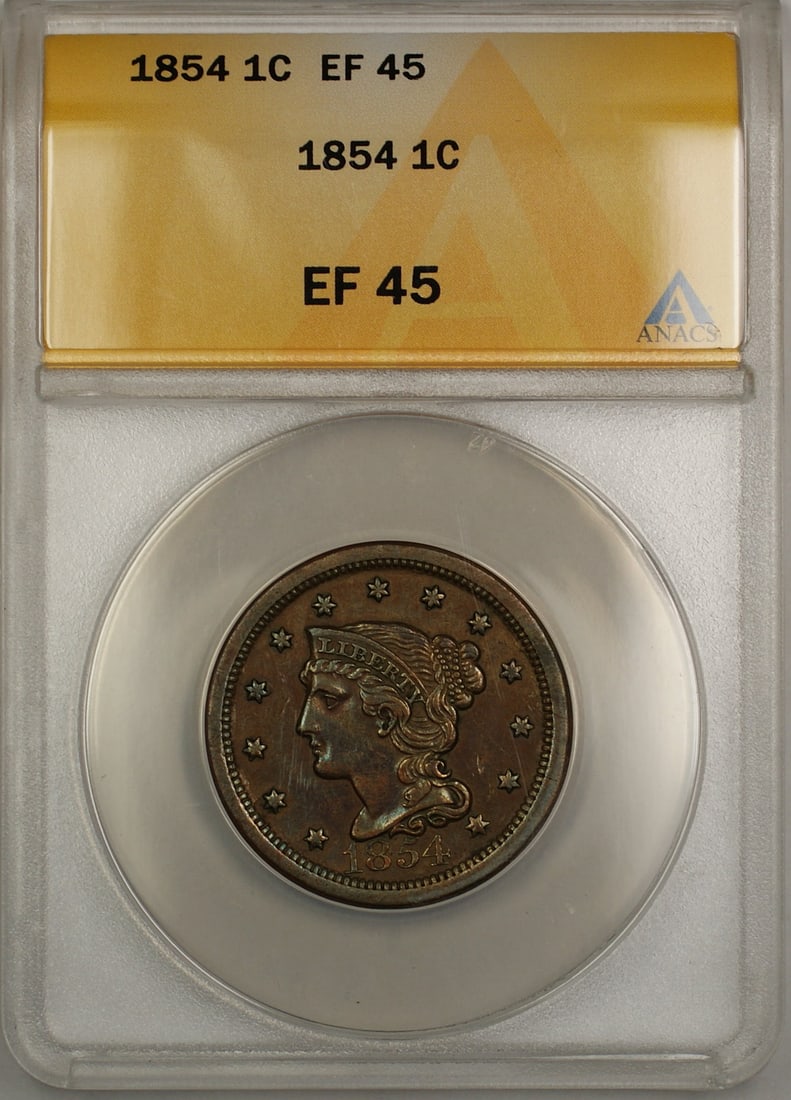 1854 1C EF 45
1854 1C
EF 45
ANACS
LIBERTY
1854